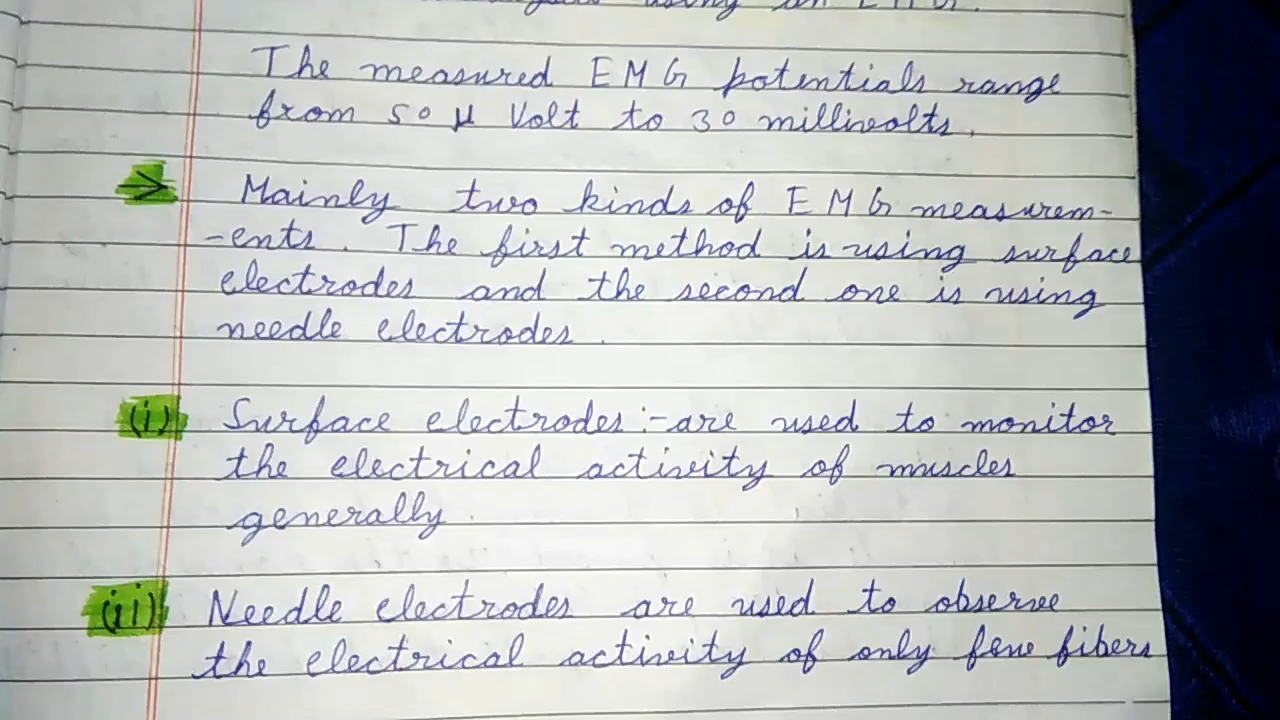 using an EMG.
The measured EMG potentials range
from 50 μ Volt to 30 millivolts.
→ Mainly two kinds of EMG measurem-
-ents. The first method is using surface
electrodes and the second one is using
needle electrodes.
(i) Surface electrodes :- are used to monitor
the electrical activity of muscles
generally.
(ii) Needle electrodes are used to observe
the electrical activity of only few fibers